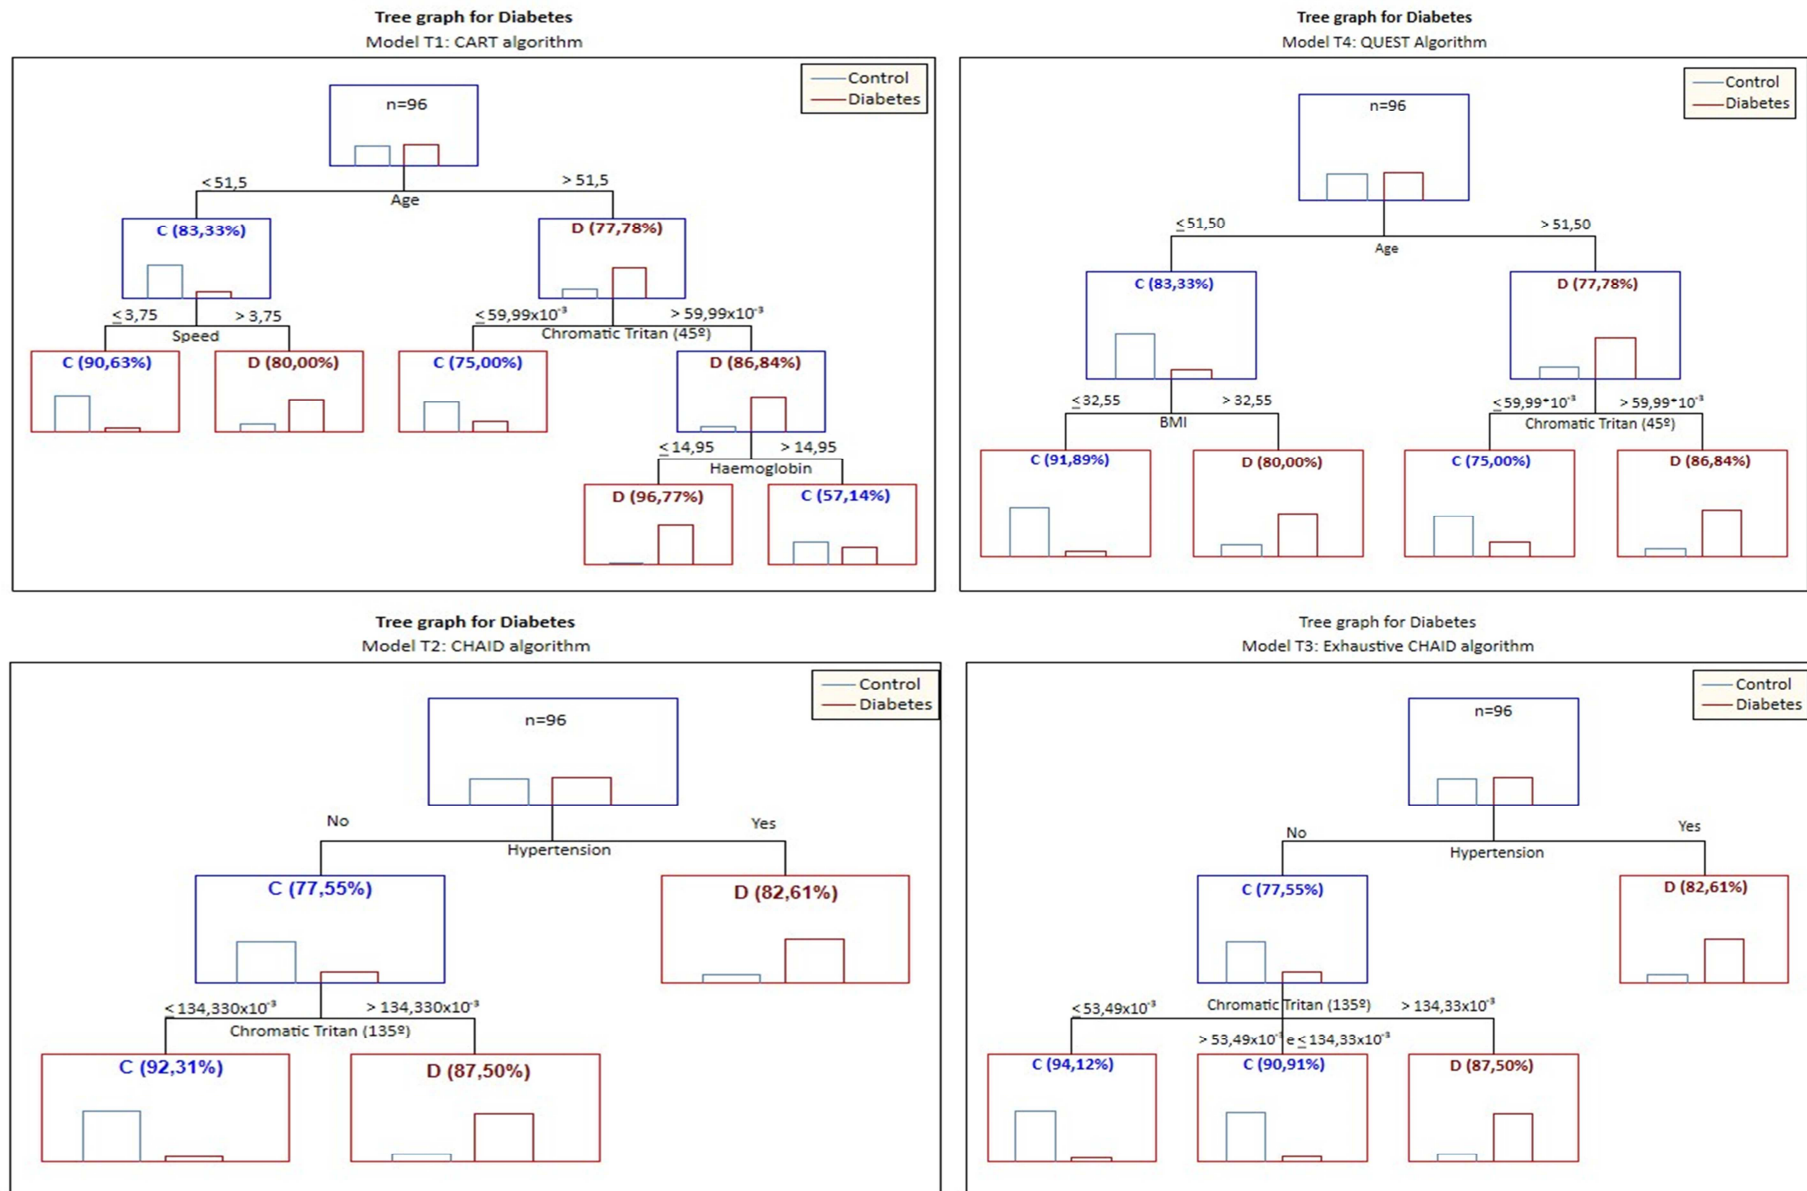 Tree graph for Diabetes
Model T1: CART algorithm
Control
Diabetes
n=96
≤ 51,5
> 51,5
Age
C (83,33%)
D (77,78%)
≤ 3,75
> 3,75
Speed
≤ 59,99x10⁻³
> 59,99x10⁻³
Chromatic Tritan (45º)
C (90,63%)
D (80,00%)
C (75,00%)
D (86,84%)
≤ 14,95
> 14,95
Haemoglobin
D (96,77%)
C (57,14%)
Tree graph for Diabetes
Model T4: QUEST Algorithm
Control
Diabetes
n=96
≤ 51,50
> 51,50
Age
C (83,33%)
D (77,78%)
≤ 32,55
> 32,55
BMI
≤ 59,99*10⁻³
> 59,99*10⁻³
Chromatic Tritan (45º)
C (91,89%)
D (80,00%)
C (75,00%)
D (86,84%)
Tree graph for Diabetes
Model T2: CHAID algorithm
Control
Diabetes
n=96
No
Yes
Hypertension
C (77,55%)
D (82,61%)
≤ 134,330x10⁻³
> 134,330x10⁻³
Chromatic Tritan (135º)
C (92,31%)
D (87,50%)
Tree graph for Diabetes
Model T3: Exhaustive CHAID algorithm
Control
Diabetes
n=96
No
Yes
Hypertension
C (77,55%)
D (82,61%)
≤ 53,49x10⁻³
Chromatic Tritan (135º)
> 134,33x10⁻³
> 53,49x10⁻³ e ≤ 134,33x10⁻³
C (94,12%)
C (90,91%)
D (87,50%)